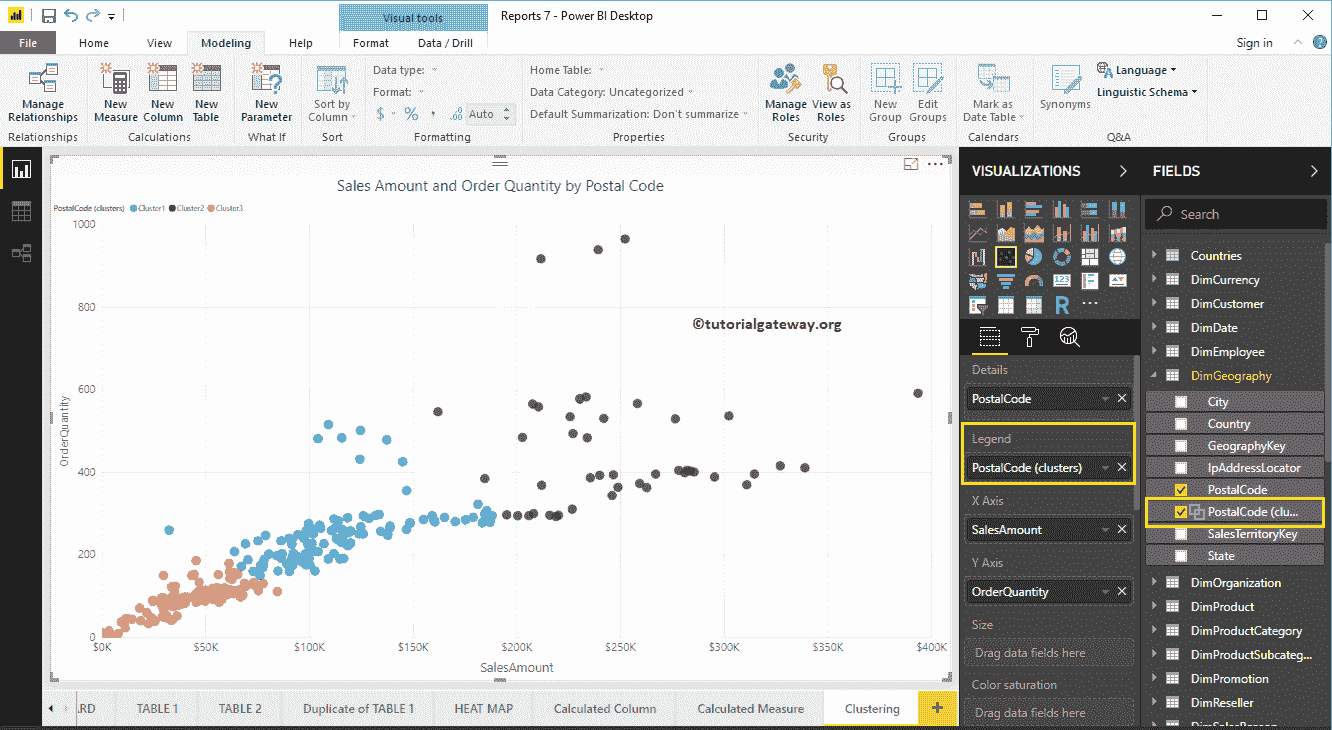 Visual tools
Reports 7 - Power BI Desktop
File Home View Modeling Help Format Data / Drill
Sign in
Manage Relationships
New Measure
New Column
New Table
New Parameter
Sort by Column
Data type:
Format:
$ % , .00 Auto
Home Table:
Data Category: Uncategorized
Default Summarization: Don't summarize
Manage Roles
View as Roles
New Group
Edit Groups
Mark as Date Table
Synonyms
Language
Linguistic Schema
Relationships Calculations What If Sort Formatting Properties Security Groups Calendars Q&A
Sales Amount and Order Quantity by Postal Code
PostalCode (clusters) Cluster1 Cluster2 Cluster3
1000
800
600
400
200
0
OrderQuantity
©tutorialgateway.org
$0K $50K $100K $150K $200K $250K $300K $350K $400K
SalesAmount
VISUALIZATIONS
123
R
Details
PostalCode
Legend
PostalCode (clusters)
X Axis
SalesAmount
Y Axis
OrderQuantity
Size
Drag data fields here
Color saturation
Drag data fields here
FIELDS
Search
Countries
DimCurrency
DimCustomer
DimDate
DimEmployee
DimGeography
City
Country
GeographyKey
IpAddressLocator
PostalCode
PostalCode (clu...
SalesTerritoryKey
State
DimOrganization
DimProduct
DimProductCategory
DimProductSubcateg...
DimPromotion
DimReseller
.RD TABLE 1 TABLE 2 Duplicate of TABLE 1 HEAT MAP Calculated Column Calculated Measure Clustering +